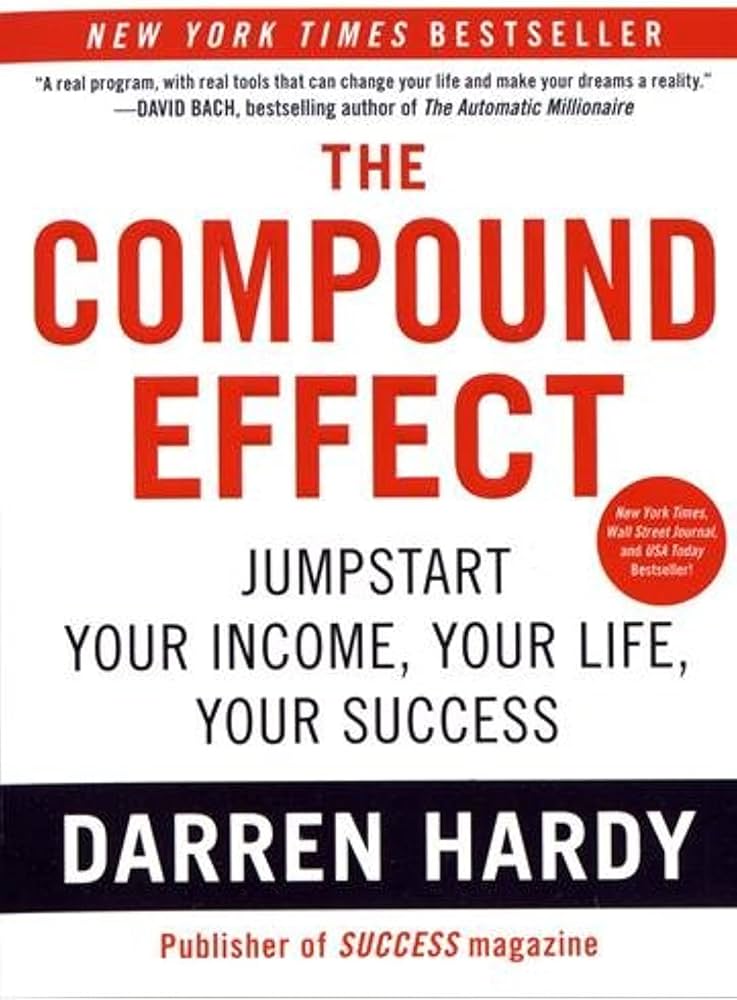 NEW YORK TIMES BESTSELLER
"A real program, with real tools that can change your life and make your dreams a reality."
—DAVID BACH, bestselling author of The Automatic Millionaire
THE
COMPOUND
EFFECT
New York Times,
Wall Street Journal,
and USA Today
Bestseller!
JUMPSTART
YOUR INCOME, YOUR LIFE,
YOUR SUCCESS
DARREN HARDY
Publisher of SUCCESS magazine